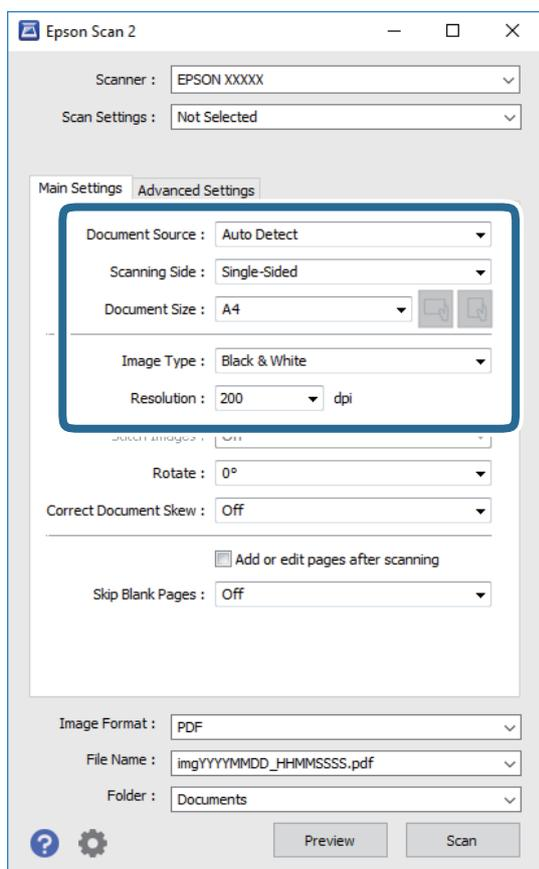 Epson Scan 2
Scanner : EPSON XXXXX
Scan Settings : Not Selected
Main Settings Advanced Settings
Document Source : Auto Detect
Scanning Side : Single-Sided
Document Size : A4
Image Type : Black & White
Resolution : 200 dpi
Stitch Images : Off
Rotate : 0°
Correct Document Skew : Off
Add or edit pages after scanning
Skip Blank Pages : Off
Image Format : PDF
File Name : imgYYYYMMDD_HHMMSSSS.pdf
Folder : Documents
? Preview Scan